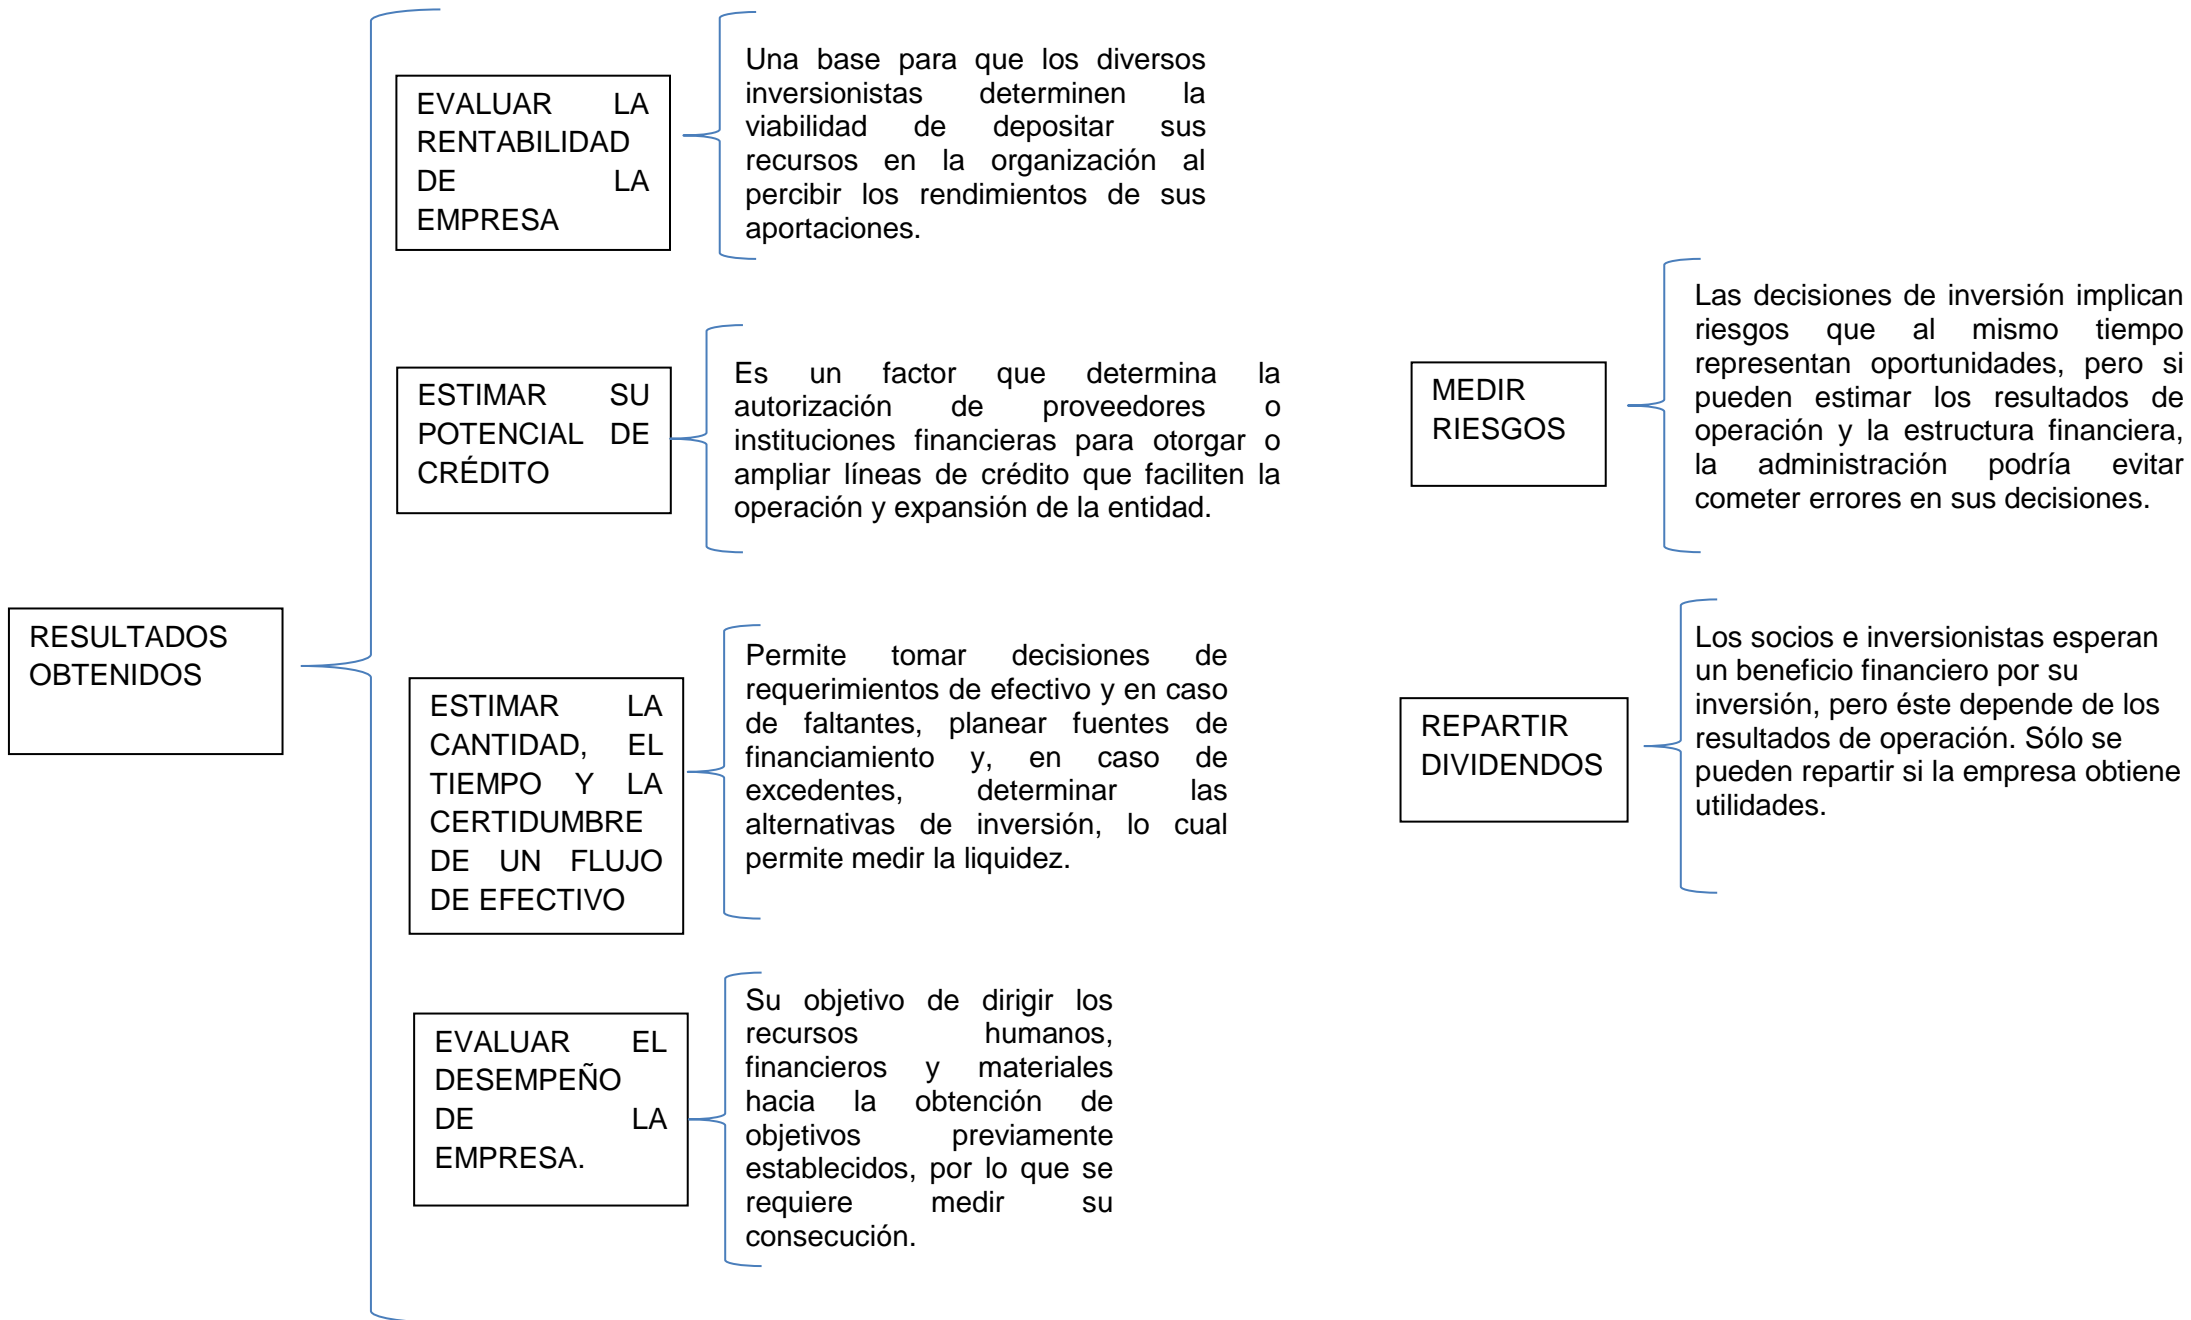 RESULTADOS
OBTENIDOS
EVALUAR LA
RENTABILIDAD
DE LA
EMPRESA
Una base para que los diversos
inversionistas determinen la
viabilidad de depositar sus
recursos en la organización al
percibir los rendimientos de sus
aportaciones.
ESTIMAR SU
POTENCIAL DE
CRÉDITO
Es un factor que determina la
autorización de proveedores o
instituciones financieras para otorgar o
ampliar líneas de crédito que faciliten la
operación y expansión de la entidad.
ESTIMAR LA
CANTIDAD, EL
TIEMPO Y LA
CERTIDUMBRE
DE UN FLUJO
DE EFECTIVO
Permite tomar decisiones de
requerimientos de efectivo y en caso
de faltantes, planear fuentes de
financiamiento y, en caso de
excedentes, determinar las
alternativas de inversión, lo cual
permite medir la liquidez.
EVALUAR EL
DESEMPEÑO
DE LA
EMPRESA.
Su objetivo de dirigir los
recursos humanos,
financieros y materiales
hacia la obtención de
objetivos previamente
establecidos, por lo que se
requiere medir su
consecución.
MEDIR
RIESGOS
Las decisiones de inversión implican
riesgos que al mismo tiempo
representan oportunidades, pero si
pueden estimar los resultados de
operación y la estructura financiera,
la administración podría evitar
cometer errores en sus decisiones.
REPARTIR
DIVIDENDOS
Los socios e inversionistas esperan
un beneficio financiero por su
inversión, pero éste depende de los
resultados de operación. Sólo se
pueden repartir si la empresa obtiene
utilidades.